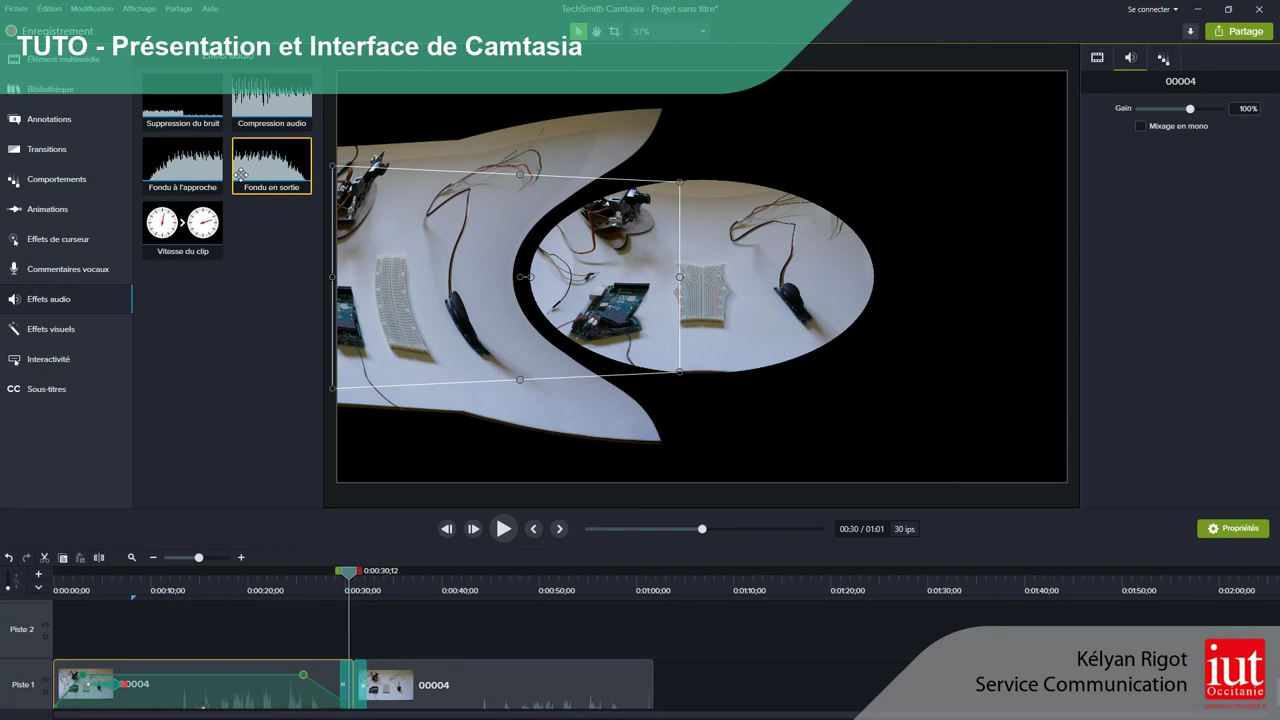 Fichier Édition Modification Affichage Partage Aide
TechSmith Camtasia - Projet sans titre*
Se connecter
Enregistrement
57%
Partage
TUTO - Présentation et Interface de Camtasia
Élément multimédia
Effets audio
Bibliothèque
Annotations
Transitions
Comportements
Animations
Effets de curseur
Commentaires vocaux
Effets audio
Effets visuels
Interactivité
CC Sous-titres
Suppression du bruit
Compression audio
Fondu à l'approche
Fondu en sortie
Vitesse du clip
00004
Gain
100%
Mixage en mono
00:30 / 01:01
30 ips
Propriétés
0:00:30;12
0:00:00;00 0:00:10;00 0:00:20;00 0:00:30;00 0:00:40;00 0:00:50;00 0:01:00;00 0:01:10;00 0:01:20;00 0:01:30;00 0:01:40;00 0:01:50;00 0:02:00;00
Piste 2
Piste 1
00004
Kélyan Rigot
Service Communication
iut
Occitanie